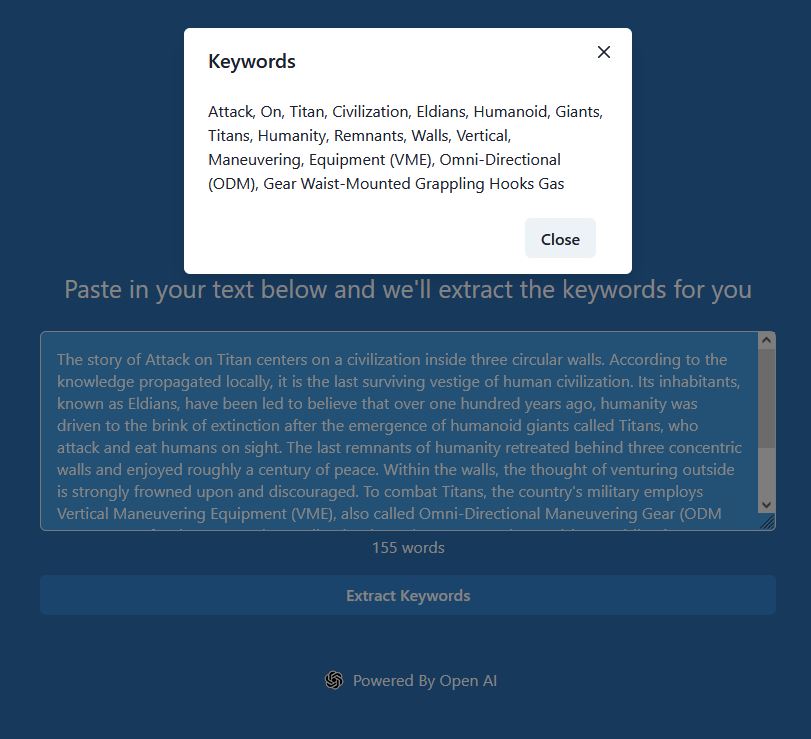 Keywords
Attack, On, Titan, Civilization, Eldians, Humanoid, Giants,
Titans, Humanity, Remnants, Walls, Vertical,
Maneuvering, Equipment (VME), Omni-Directional
(ODM), Gear Waist-Mounted Grappling Hooks Gas
Close
Paste in your text below and we'll extract the keywords for you
The story of Attack on Titan centers on a civilization inside three circular walls. According to the
knowledge propagated locally, it is the last surviving vestige of human civilization. Its inhabitants,
known as Eldians, have been led to believe that over one hundred years ago, humanity was
driven to the brink of extinction after the emergence of humanoid giants called Titans, who
attack and eat humans on sight. The last remnants of humanity retreated behind three concentric
walls and enjoyed roughly a century of peace. Within the walls, the thought of venturing outside
is strongly frowned upon and discouraged. To combat Titans, the country's military employs
Vertical Maneuvering Equipment (VME), also called Omni-Directional Maneuvering Gear (ODM
155 words
Extract Keywords
Powered By Open AI